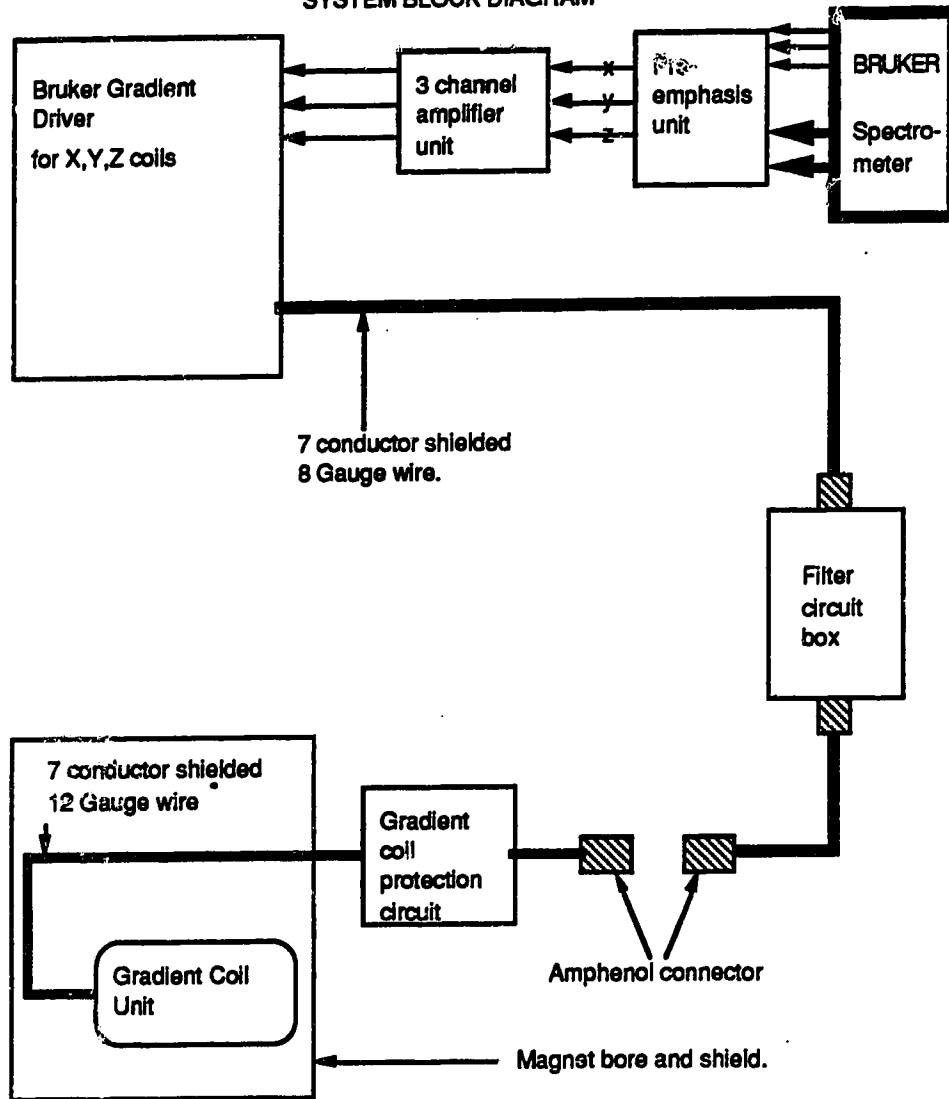 SYSTEM BLOCK DIAGRAM
Bruker Gradient
Driver
for X,Y,Z coils
3 channel
amplifier
unit
x
y
z
Pre-
emphasis
unit
BRUKER
Spectro-
meter
7 conductor shielded
8 Gauge wire.
Filter
circuit
box
7 conductor shielded
12 Gauge wire
Gradient
coil
protection
circuit
Gradient Coil
Unit
Amphenol connector
Magnet bore and shield.